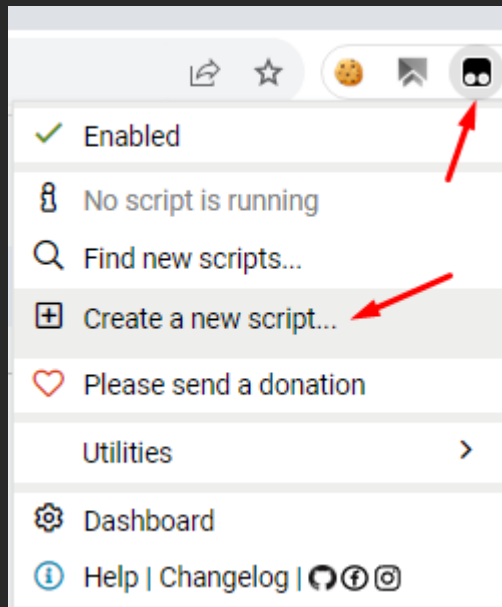 Enabled
No script is running
Find new scripts...
Create a new script...
Please send a donation
Utilities
Dashboard
Help | Changelog |